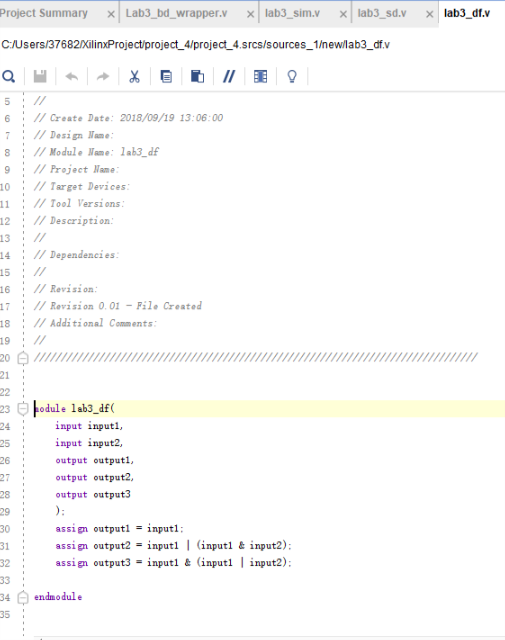 Project Summary × Lab3_bd_wrapper.v × lab3_sim.v × lab3_sd.v × lab3_df.v
C:/Users/37682/XilinxProject/project_4/project_4.srcs/sources_1/new/lab3_df.v
5 //
6 // Create Date: 2018/09/19 13:06:00
7 // Design Name:
8 // Module Name: lab3_df
9 // Project Name:
10 // Target Devices:
11 // Tool Versions:
12 // Description:
13 //
14 // Dependencies:
15 //
16 // Revision:
17 // Revision 0.01 - File Created
18 // Additional Comments:
19 //
20 //////////////////////////////////////////////////////////////////////////////////
21
22
23 module lab3_df(
24 input input1,
25 input input2,
26 output output1,
27 output output2,
28 output output3
29 );
30 assign output1 = input1;
31 assign output2 = input1 | (input1 & input2);
32 assign output3 = input1 & (input1 | input2);
33
34 endmodule
35